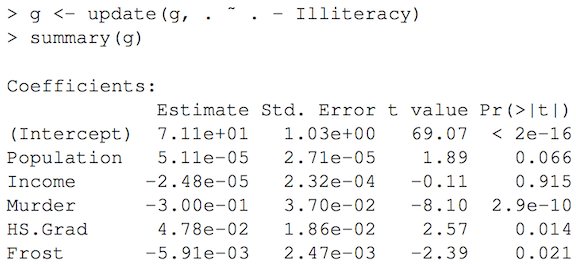 > g <- update(g, . ˜ . - Illiteracy)
> summary(g)
Coefficients:
Estimate Std. Error t value Pr(>|t|)
(Intercept) 7.11e+01 1.03e+00 69.07 < 2e-16
Population 5.11e-05 2.71e-05 1.89 0.066
Income -2.48e-05 2.32e-04 -0.11 0.915
Murder -3.00e-01 3.70e-02 -8.10 2.9e-10
HS.Grad 4.78e-02 1.86e-02 2.57 0.014
Frost -5.91e-03 2.47e-03 -2.39 0.021